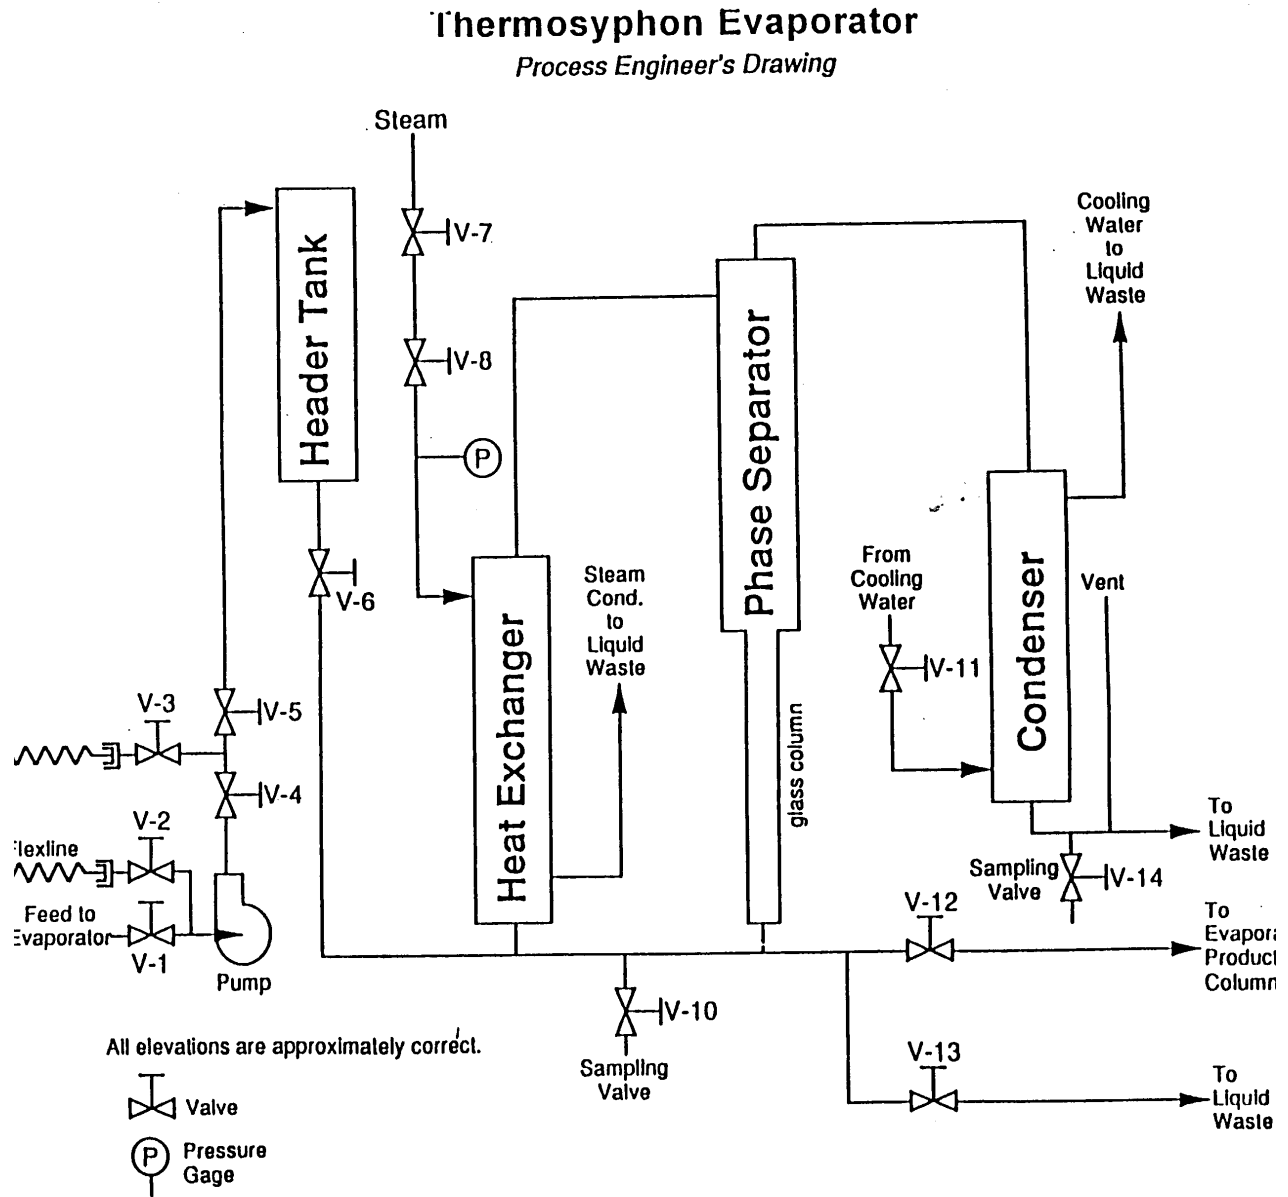 Thermosyphon Evaporator
Process Engineer's Drawing
Steam
Header Tank
V-7
V-8
P
V-6
Heat Exchanger
Steam
Cond.
to
Liquid
Waste
Phase Separator
glass column
Cooling
Water
to
Liquid
Waste
From
Cooling
Water
V-11
Condenser
Vent
V-3
V-5
V-4
V-2
Flexline
Feed to
Evaporator
V-1
Pump
V-10
Sampling
Valve
Sampling
Valve
V-14
To
Liquid
Waste
V-12
To
Evapora
Product
Column
V-13
To
Liquid
Waste
All elevations are approximately correct.
Valve
P
Pressure
Gage